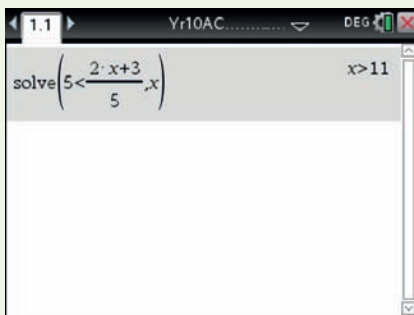 1.1 Yr10AC............ DEG
solve(5<(2·x+3)/5,x) x>11